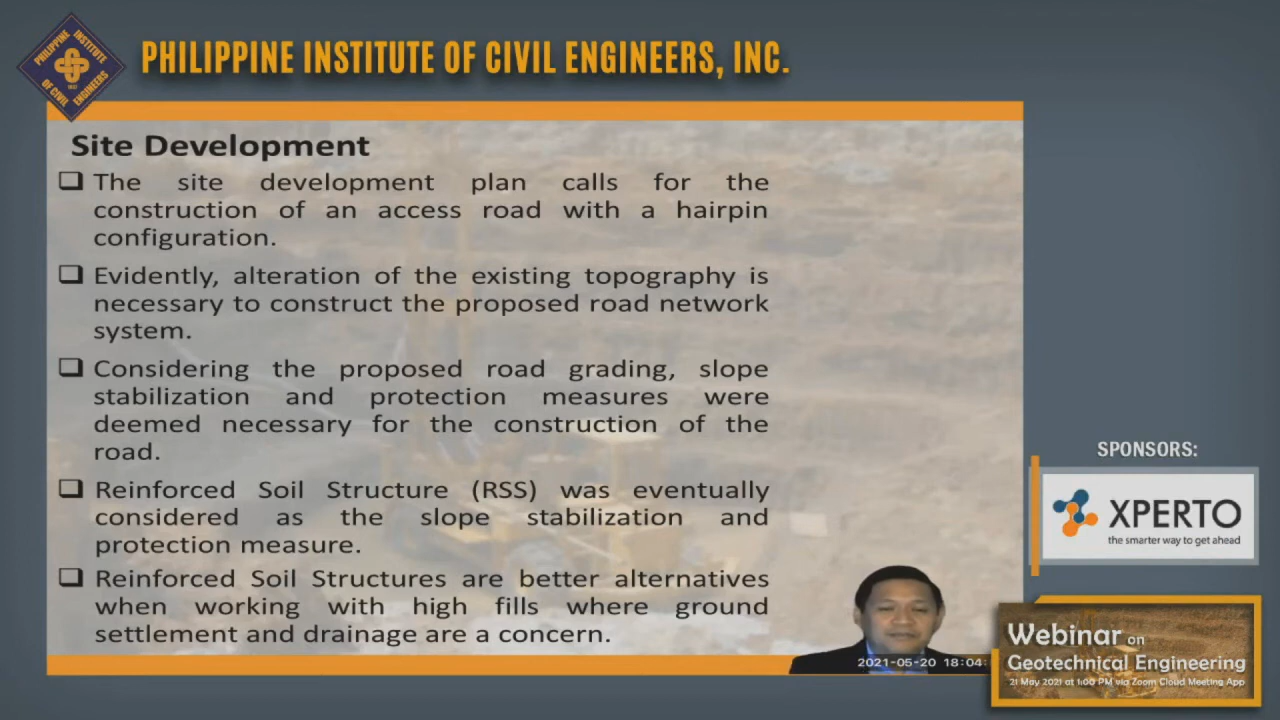 PHILIPPINE INSTITUTE OF CIVIL ENGINEERS, INC.
PHILIPPINE INSTITUTE
OF CIVIL ENGINEERS
Site Development
The site development plan calls for the
construction of an access road with a hairpin
configuration.
Evidently, alteration of the existing topography is
necessary to construct the proposed road network
system.
Considering the proposed road grading, slope
stabilization and protection measures were
deemed necessary for the construction of the
road.
Reinforced Soil Structure (RSS) was eventually
considered as the slope stabilization and
protection measure.
Reinforced Soil Structures are better alternatives
when working with high fills where ground
settlement and drainage are a concern.
2021-05-20 18:04:
SPONSORS:
XPERTO
the smarter way to get ahead
Webinar on
Geotechnical Engineering
21 May 2021 at 1:00 PM via Zoom Cloud Meeting App